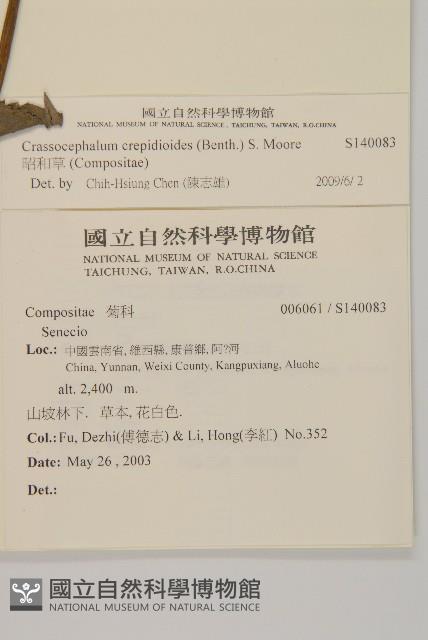 國立自然科學博物館
NATIONAL MUSEUM OF NATURAL SCIENCE, TAICHUNG, TAIWAN, R.O.CHINA
Crassocephalum crepidioides (Benth.) S. Moore S140083
昭和草 (Compositae)
Det. by Chih-Hsiung Chen (陳志雄) 2009/6/ 2
國立自然科學博物館
NATIONAL MUSEUM OF NATURAL SCIENCE
TAICHUNG, TAIWAN, R.O.CHINA
Compositae 菊科 006061 / S140083
Senecio
Loc.: 中國雲南省, 維西縣, 康普鄉, 阿?河
China, Yunnan, Weixi County, Kangpuxiang, Aluohe
alt. 2,400 m.
山坡林下. 草本, 花白色.
Col.: Fu, Dezhi(傅德志) & Li, Hong(李紅) No.352
Date: May 26 , 2003
Det.:
國立自然科學博物館
NATIONAL MUSEUM OF NATURAL SCIENCE